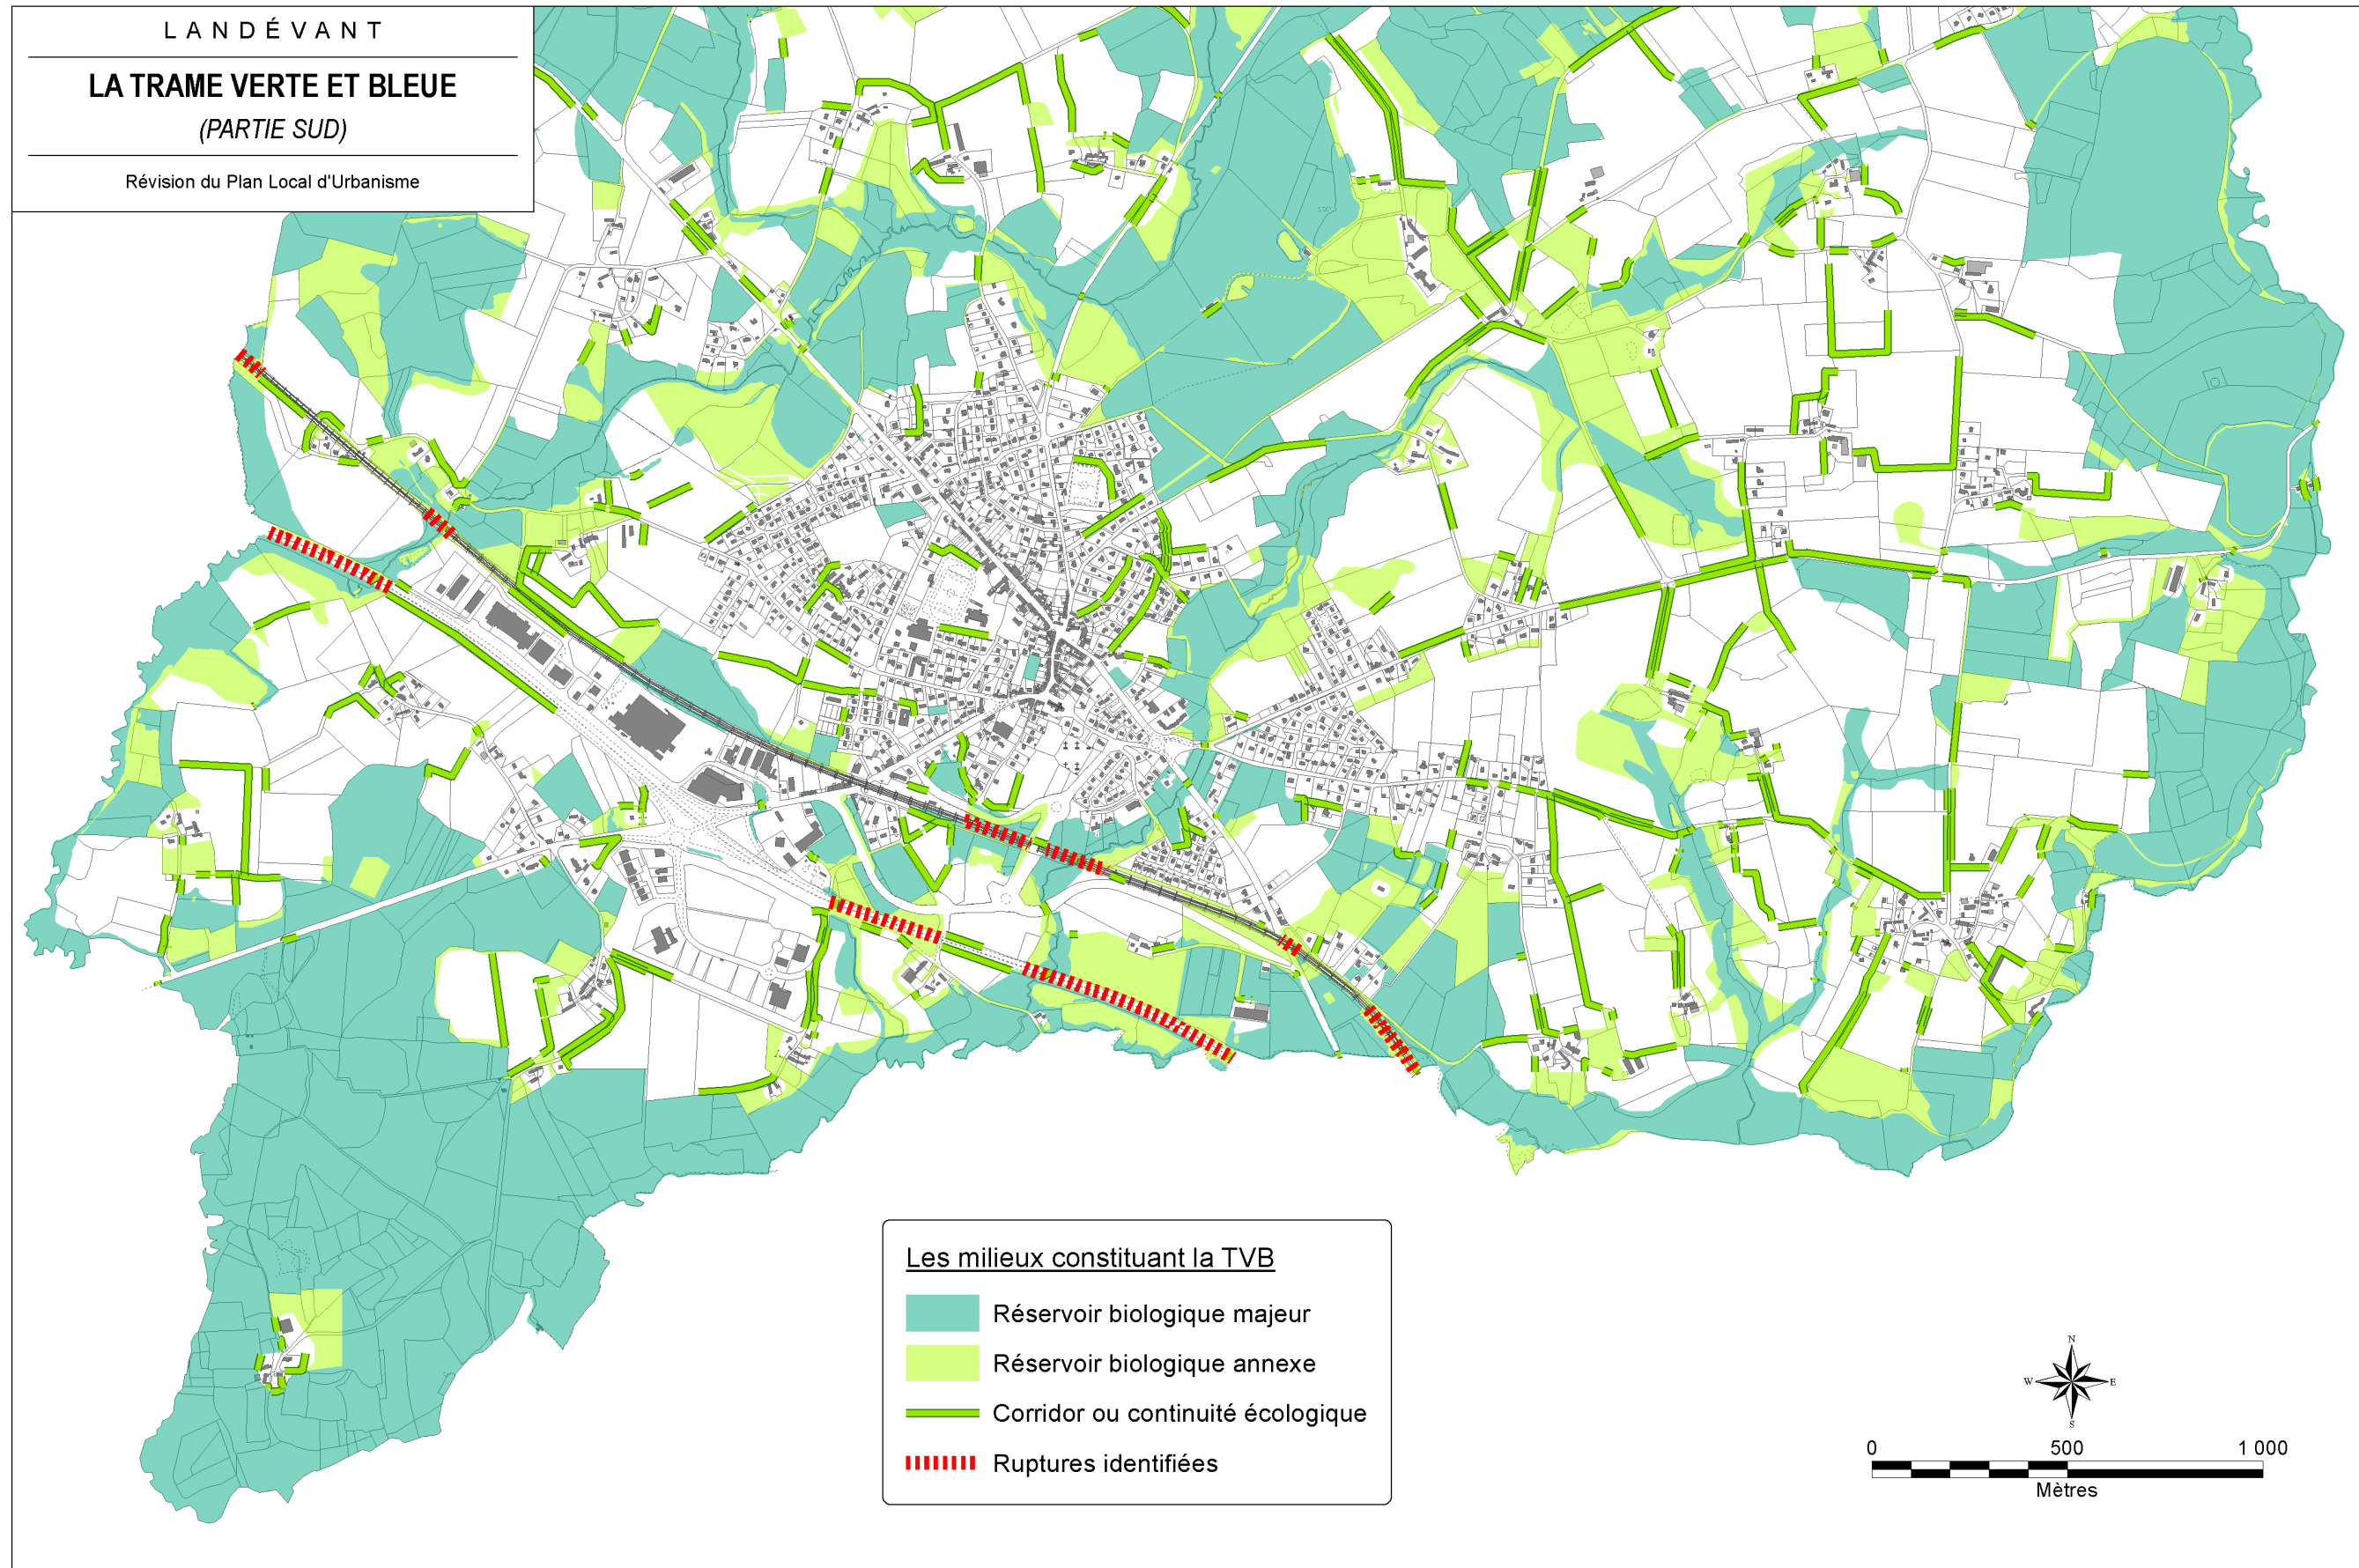 LANDÉVANT
LA TRAME VERTE ET BLEUE
(PARTIE SUD)
Révision du Plan Local d'Urbanisme
Les milieux constituant la TVB
Réservoir biologique majeur
Réservoir biologique annexe
Corridor ou continuité écologique
Ruptures identifiées
N
W E
S
0 500 1 000
Mètres